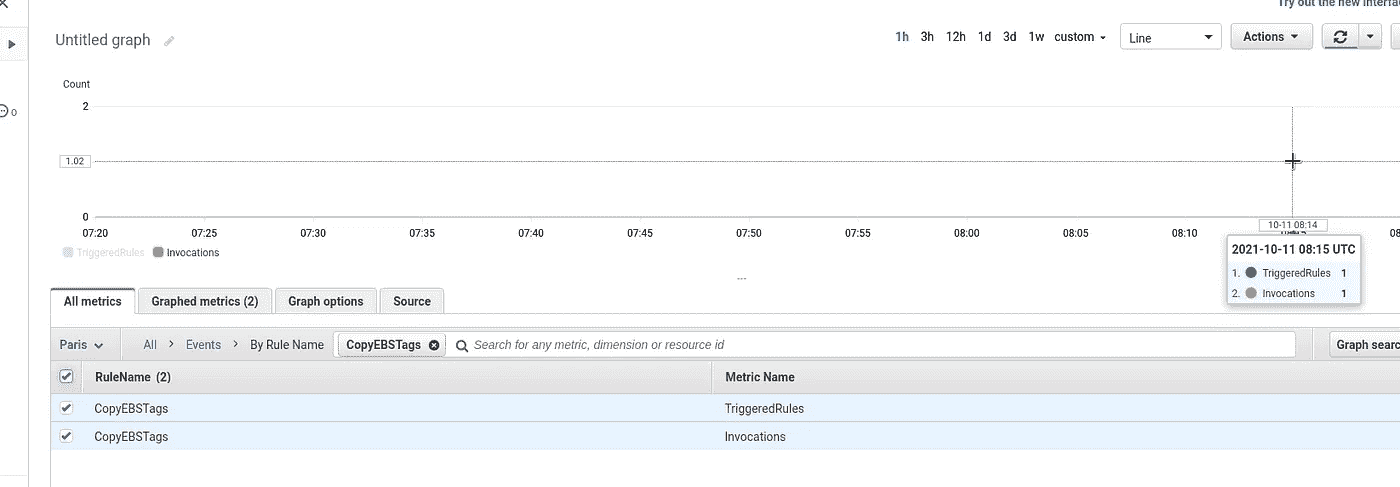 Try out the new interfa
Untitled graph
1h 3h 12h 1d 3d 1w custom Line Actions
Count
2
0
1.02
0
07:20 07:25 07:30 07:35 07:40 07:45 07:50 07:55 08:00 08:05 08:10 08:15 08
10-11 08:14
TriggeredRules Invocations
2021-10-11 08:15 UTC
1. TriggeredRules 1
2. Invocations 1
...
All metrics Graphed metrics (2) Graph options Source
Paris All > Events > By Rule Name CopyEBSTags Search for any metric, dimension or resource id Graph searc
RuleName (2) Metric Name
CopyEBSTags TriggeredRules
CopyEBSTags Invocations